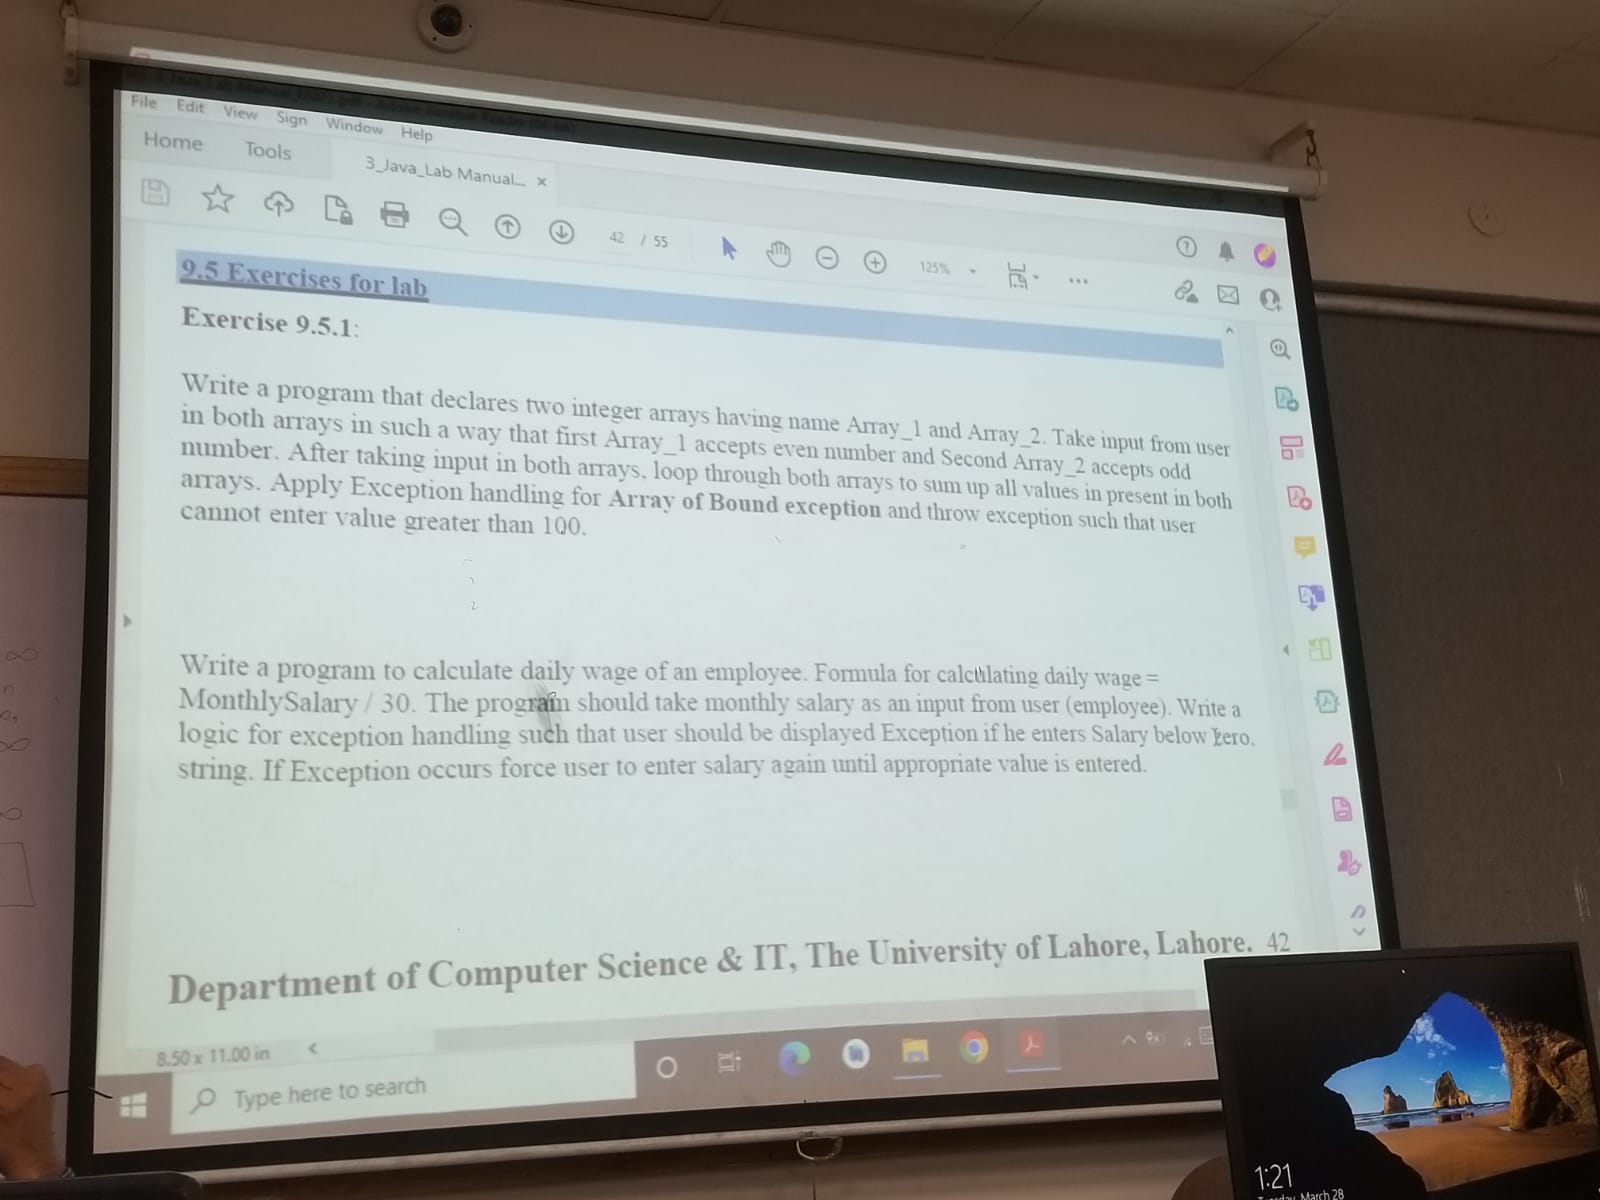 File Edit View Sign Window Help
Home Tools 3_Java_Lab Manual... ×
42 / 55 125%
9.5 Exercises for lab
Exercise 9.5.1:
Write a program that declares two integer arrays having name Array_1 and Array_2. Take input from user
in both arrays in such a way that first Array_1 accepts even number and Second Array_2 accepts odd
number. After taking input in both arrays, loop through both arrays to sum up all values in present in both
arrays. Apply Exception handling for Array of Bound exception and throw exception such that user
cannot enter value greater than 100.
Write a program to calculate daily wage of an employee. Formula for calculating daily wage =
MonthlySalary / 30. The program should take monthly salary as an input from user (employee). Write a
logic for exception handling such that user should be displayed Exception if he enters Salary below zero,
string. If Exception occurs force user to enter salary again until appropriate value is entered.
Department of Computer Science & IT, The University of Lahore, Lahore. 42
8.50 x 11.00 in
Type here to search
1:21
March 28